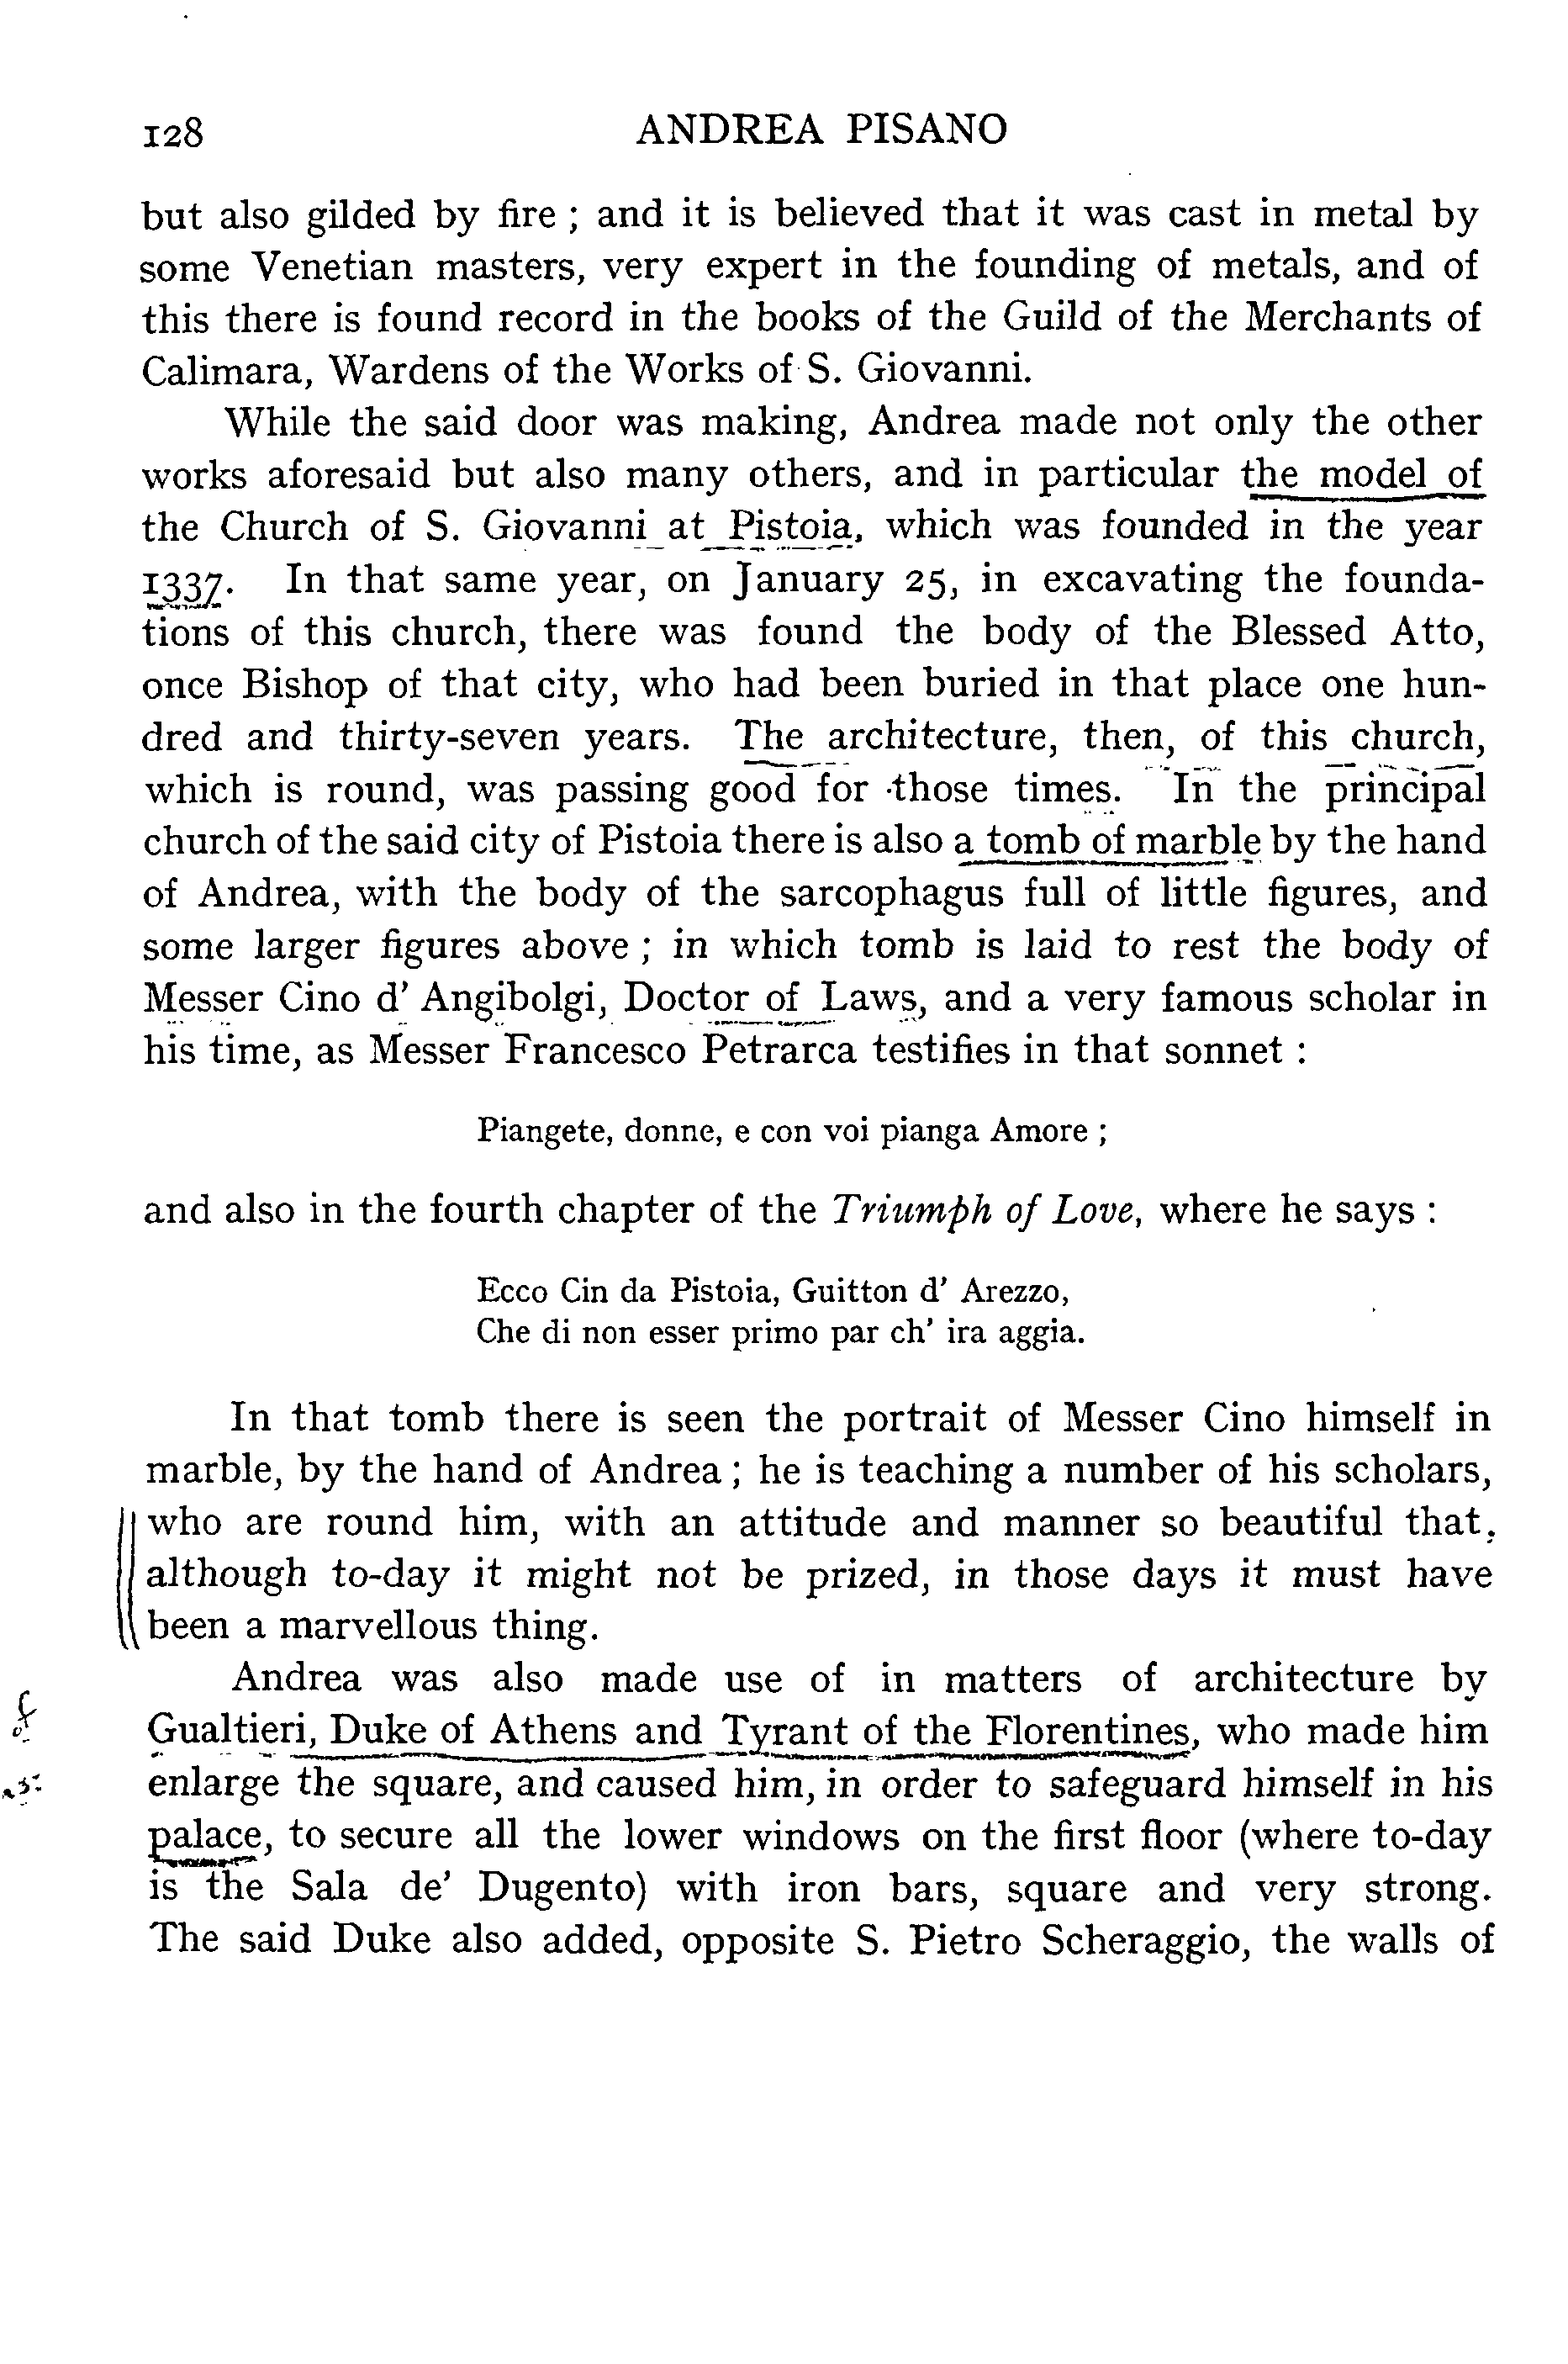 128 ANDREA PISANO
but also gilded by fire ; and it is believed that it was cast in metal by
some Venetian masters, very expert in the founding of metals, and of
this there is found record in the books of the Guild of the Merchants of
Calimara, Wardens of the Works of S. Giovanni.
While the said door was making, Andrea made not only the other
works aforesaid but also many others, and in particular the model of
the Church of S. Giovanni at Pistoia, which was founded in the year
1337. In that same year, on January 25, in excavating the founda-
tions of this church, there was found the body of the Blessed Atto,
once Bishop of that city, who had been buried in that place one hun-
dred and thirty-seven years. The architecture, then, of this church,
which is round, was passing good for those times. In the principal
church of the said city of Pistoia there is also a tomb of marble by the hand
of Andrea, with the body of the sarcophagus full of little figures, and
some larger figures above ; in which tomb is laid to rest the body of
Messer Cino d' Angibolgi, Doctor of Laws, and a very famous scholar in
his time, as Messer Francesco Petrarca testifies in that sonnet :
Piangete, donne, e con voi pianga Amore ;
and also in the fourth chapter of the Triumph of Love, where he says :
Ecco Cin da Pistoia, Guitton d' Arezzo,
Che di non esser primo par ch' ira aggia.
In that tomb there is seen the portrait of Messer Cino himself in
marble, by the hand of Andrea ; he is teaching a number of his scholars,
who are round him, with an attitude and manner so beautiful that,
although to-day it might not be prized, in those days it must have
been a marvellous thing.
Andrea was also made use of in matters of architecture by
Gualtieri, Duke of Athens and Tyrant of the Florentines, who made him
enlarge the square, and caused him, in order to safeguard himself in his
palace, to secure all the lower windows on the first floor (where to-day
is the Sala de' Dugento) with iron bars, square and very strong.
The said Duke also added, opposite S. Pietro Scheraggio, the walls of